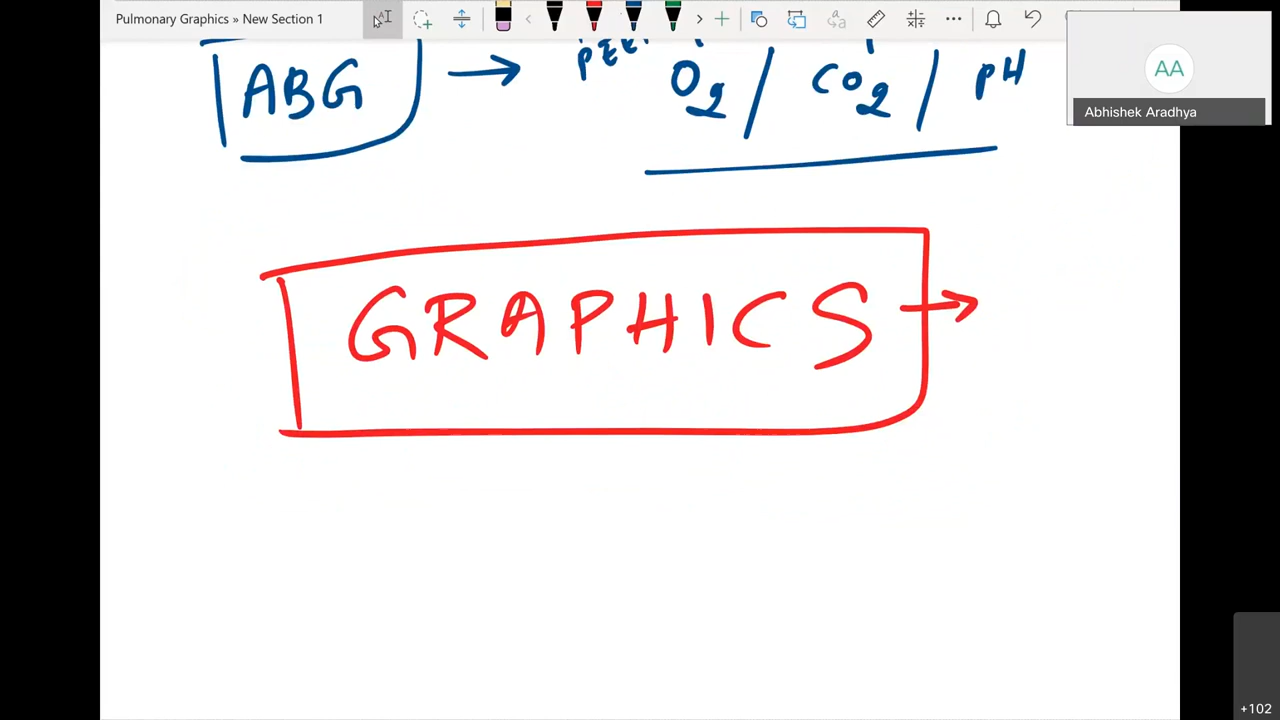 Pulmonary Graphics » New Section 1
AA
Abhishek Aradhya
ABG → O2 / CO2 / pH
GRAPHICS →
+102